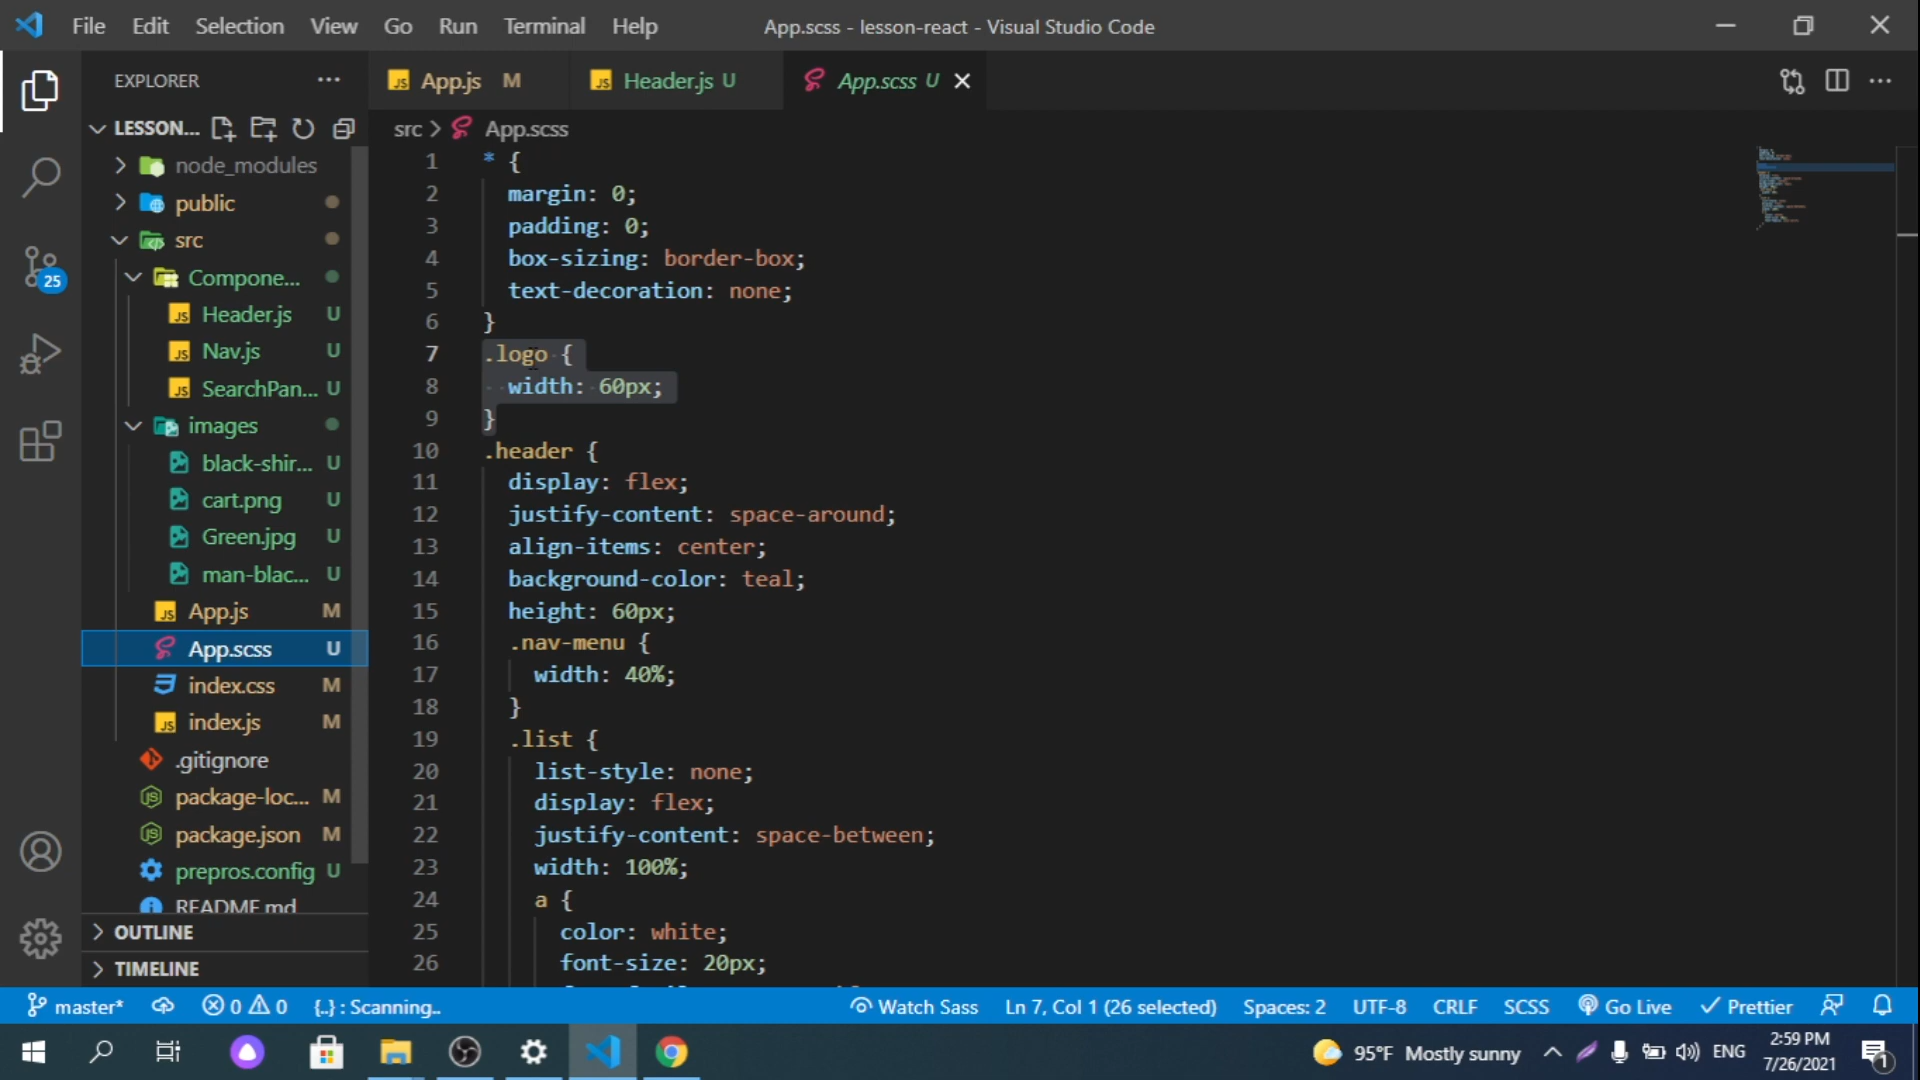 File Edit Selection View Go Run Terminal Help
App.scss - lesson-react - Visual Studio Code
EXPLORER
JS App.js M
JS Header.js U
App.scss U
LESSON...
src > App.scss
node_modules
public
src
Compone...
JS Header.js U
JS Nav.js U
JS SearchPan... U
images
black-shir... U
cart.png U
Green.jpg U
man-blac... U
JS App.js M
App.scss U
index.css M
JS index.js M
.gitignore
package-loc... M
package.json M
prepros.config U
README.md
OUTLINE
TIMELINE
25
1 * {
2 margin: 0;
3 padding: 0;
4 box-sizing: border-box;
5 text-decoration: none;
6 }
7 .logo {
8 width: 60px;
9 }
10 .header {
11 display: flex;
12 justify-content: space-around;
13 align-items: center;
14 background-color: teal;
15 height: 60px;
16 .nav-menu {
17 width: 40%;
18 }
19 .list {
20 list-style: none;
21 display: flex;
22 justify-content: space-between;
23 width: 100%;
24 a {
25 color: white;
26 font-size: 20px;
master* 0 0 {..} : Scanning.. Watch Sass Ln 7, Col 1 (26 selected) Spaces: 2 UTF-8 CRLF SCSS Go Live Prettier
95°F Mostly sunny ENG 2:59 PM
7/26/2021
1